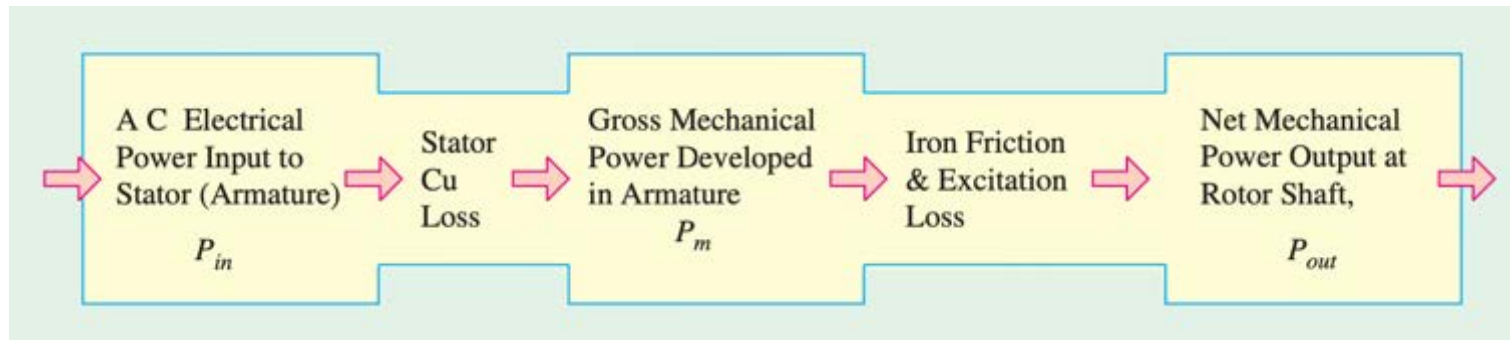 A C Electrical
Power Input to
Stator (Armature)
P_in
Stator
Cu
Loss
Gross Mechanical
Power Developed
in Armature
P_m
Iron Friction
& Excitation
Loss
Net Mechanical
Power Output at
Rotor Shaft,
P_out